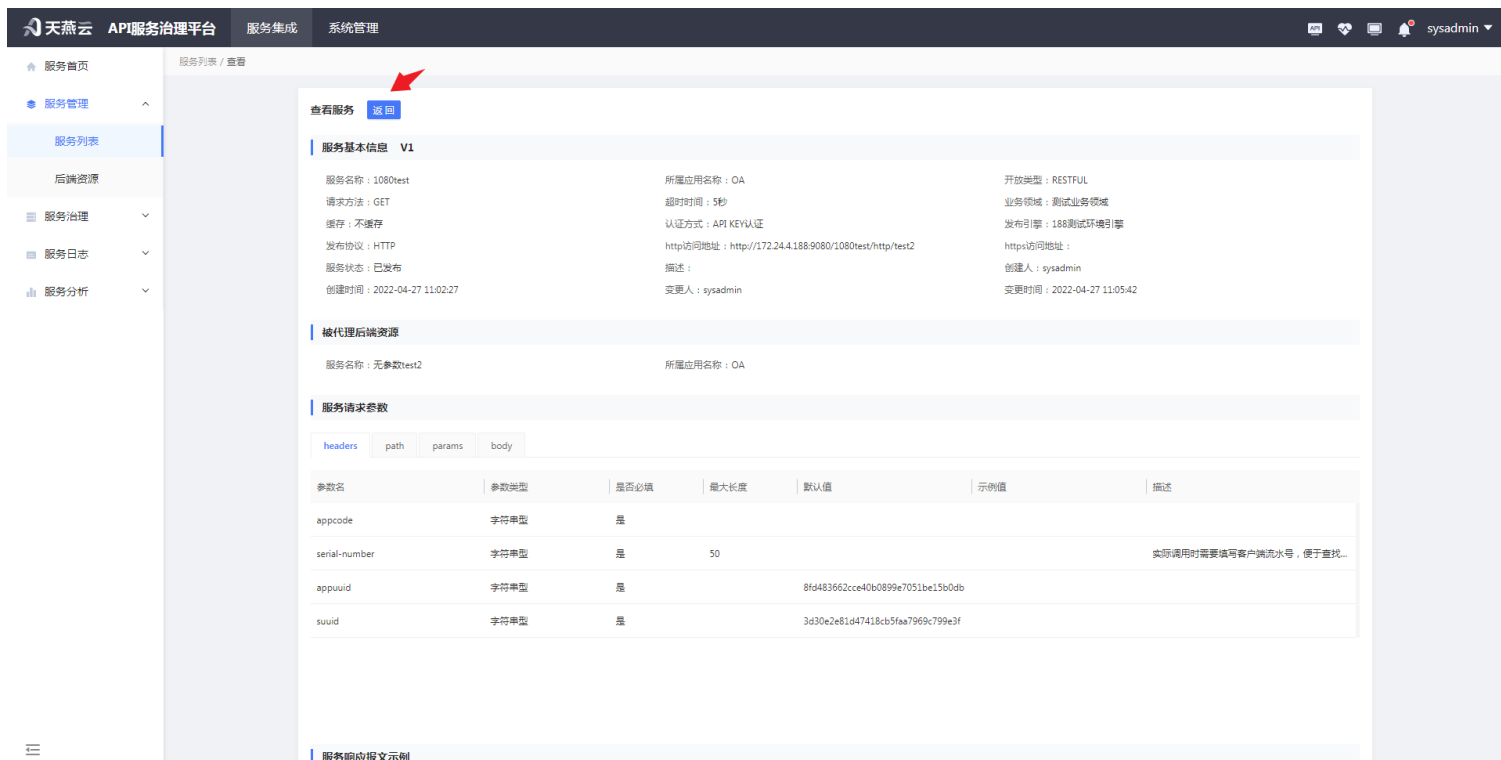 天燕云 API服务治理平台 服务集成 系统管理 API sysadmin
服务首页
服务列表 / 查看
服务管理
服务列表
后端资源
服务治理
服务日志
服务分析
查看服务 返回
服务基本信息 V1
服务名称：1080test 所属应用名称：OA 开放类型：RESTFUL
请求方法：GET 超时时间：5秒 业务领域：测试业务领域
缓存：不缓存 认证方式：API KEY认证 发布引擎：188测试环境引擎
发布协议：HTTP http访问地址：http://172.24.4.188:9080/1080test/http/test2 https访问地址：
服务状态：已发布 描述： 创建人：sysadmin
创建时间：2022-04-27 11:02:27 变更人：sysadmin 变更时间：2022-04-27 11:05:42
被代理后端资源
服务名称：无参数test2 所属应用名称：OA
服务请求参数
headers path params body
参数名 参数类型 是否必填 最大长度 默认值 示例值 描述
appcode 字符串型 是
serial-number 字符串型 是 50 实际调用时需要填写客户端流水号，便于查找...
appuuid 字符串型 是 8fd483662cce40b0899e7051be15b0db
suuid 字符串型 是 3d30e2e81d47418cb5faa7969c799e3f
服务响应报文示例